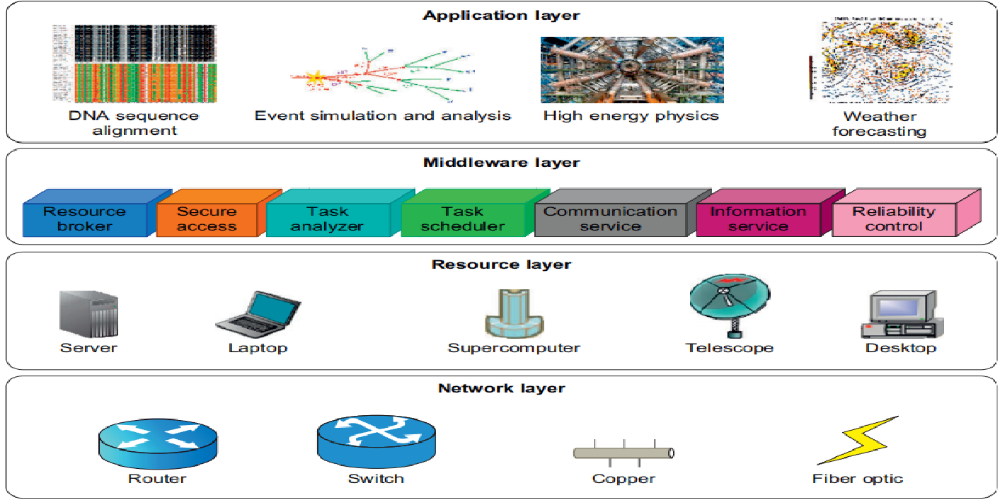 Application layer
DNA sequence
alignment
Event simulation and analysis
High energy physics
Weather
forecasting
Middleware layer
Resource
broker
Secure
access
Task
analyzer
Task
scheduler
Communication
service
Information
service
Reliability
control
Resource layer
Server
Laptop
Supercomputer
Telescope
Desktop
Network layer
Router
Switch
Copper
Fiber optic